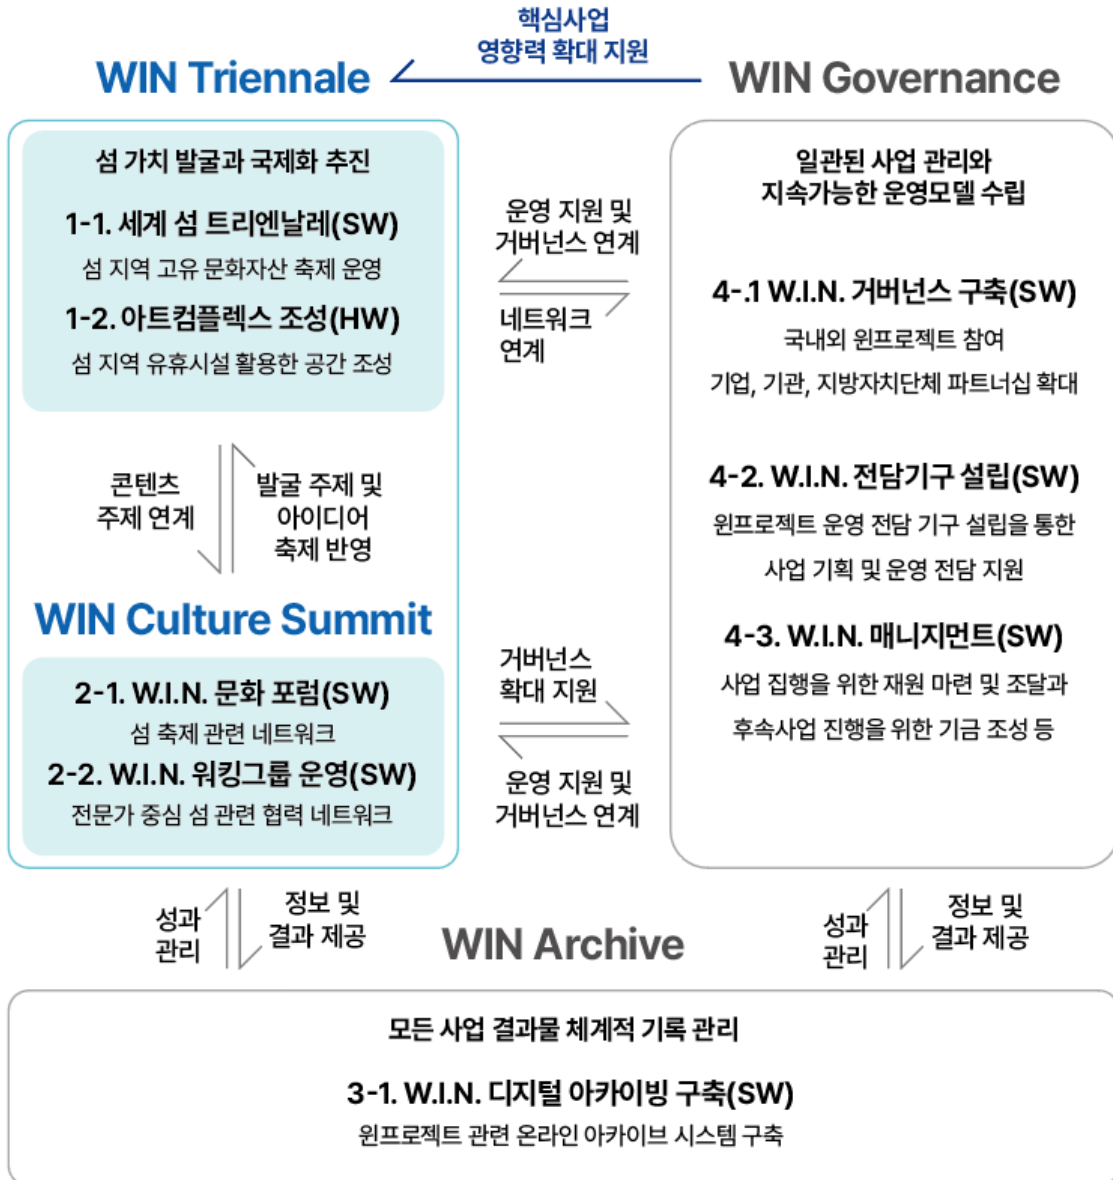 핵심사업
영향력 확대 지원
WIN Triennale
WIN Governance
섬 가치 발굴과 국제화 추진
1-1. 세계 섬 트리엔날레(SW)
섬 지역 고유 문화자산 축제 운영
1-2. 아트컴플렉스 조성(HW)
섬 지역 유휴시설 활용한 공간 조성
운영 지원 및
거버넌스 연계
네트워크
연계
일관된 사업 관리와
지속가능한 운영모델 수립
4-.1 W.I.N. 거버넌스 구축(SW)
국내외 윈프로젝트 참여
기업, 기관, 지방자치단체 파트너십 확대
4-2. W.I.N. 전담기구 설립(SW)
윈프로젝트 운영 전담 기구 설립을 통한
사업 기획 및 운영 전담 지원
4-3. W.I.N. 매니지먼트(SW)
사업 집행을 위한 재원 마련 및 조달과
후속사업 진행을 위한 기금 조성 등
콘텐츠
주제 연계
발굴 주제 및
아이디어
축제 반영
WIN Culture Summit
2-1. W.I.N. 문화 포럼(SW)
섬 축제 관련 네트워크
2-2. W.I.N. 워킹그룹 운영(SW)
전문가 중심 섬 관련 협력 네트워크
거버넌스
확대 지원
운영 지원 및
거버넌스 연계
성과
관리
정보 및
결과 제공
WIN Archive
성과
관리
정보 및
결과 제공
모든 사업 결과물 체계적 기록 관리
3-1. W.I.N. 디지털 아카이빙 구축(SW)
윈프로젝트 관련 온라인 아카이브 시스템 구축